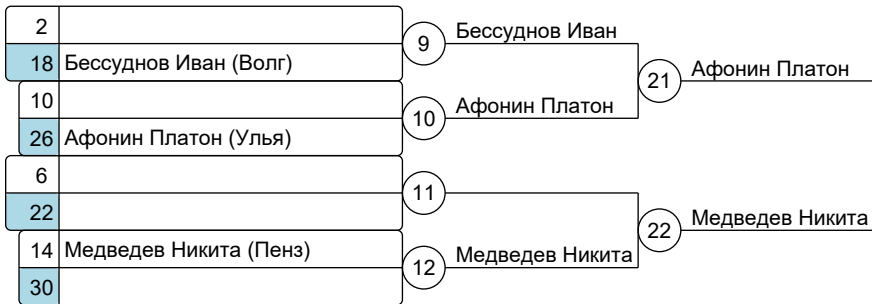 2
9 Бессуднов Иван
18 Бессуднов Иван (Волг)
21 Афонин Платон
10
10 Афонин Платон
26 Афонин Платон (Улья)
6
11
22
22 Медведев Никита
14 Медведев Никита (Пенз)
12 Медведев Никита
30